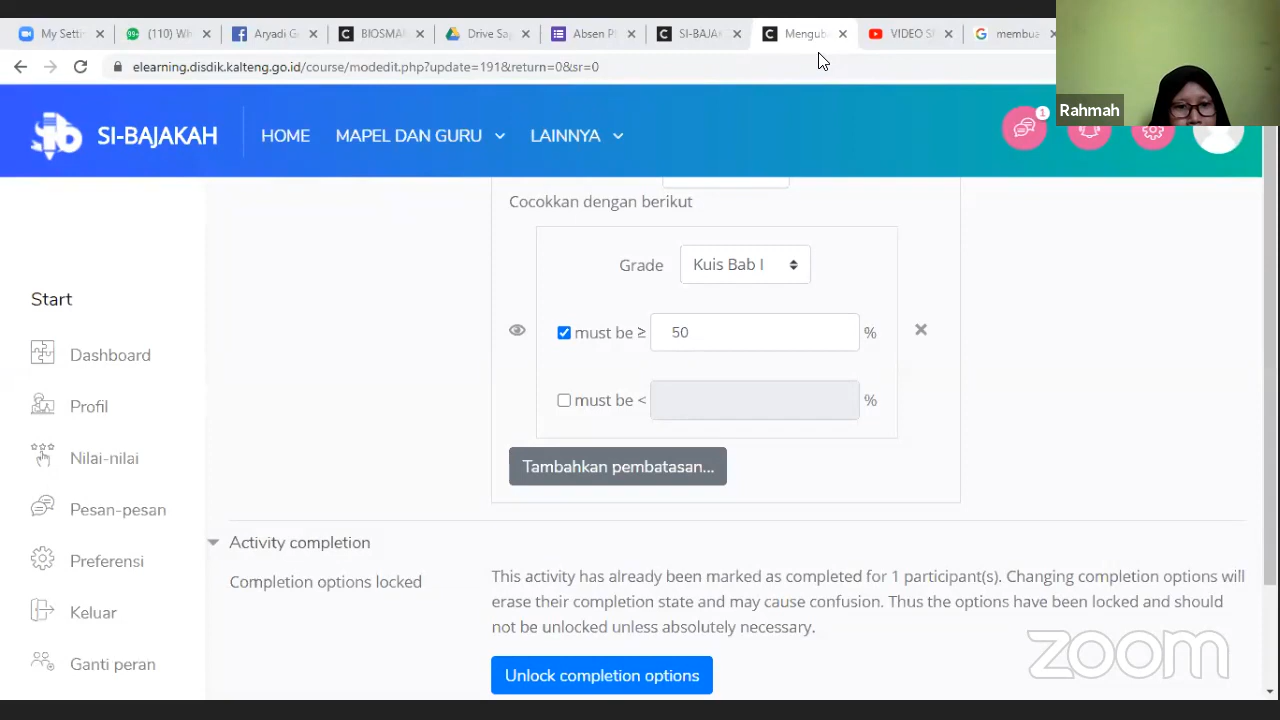 My Setti
(110) Wh
Aryadi G
BIOSMA
Drive Sa
Absen P
SI-BAJA
Mengub
VIDEO S
membua
elearning.disdik.kalteng.go.id/course/modedit.php?update=191&return=0&sr=0
Rahmah
SI-BAJAKAH
HOME
MAPEL DAN GURU
LAINNYA
1
Cocokkan dengan berikut
Grade Kuis Bab I
must be ≥ 50 %
must be < %
Tambahkan pembatasan...
Start
Dashboard
Profil
Nilai-nilai
Pesan-pesan
Preferensi
Keluar
Ganti peran
Activity completion
Completion options locked
This activity has already been marked as completed for 1 participant(s). Changing completion options will
erase their completion state and may cause confusion. Thus the options have been locked and should
not be unlocked unless absolutely necessary.
Unlock completion options
zoom